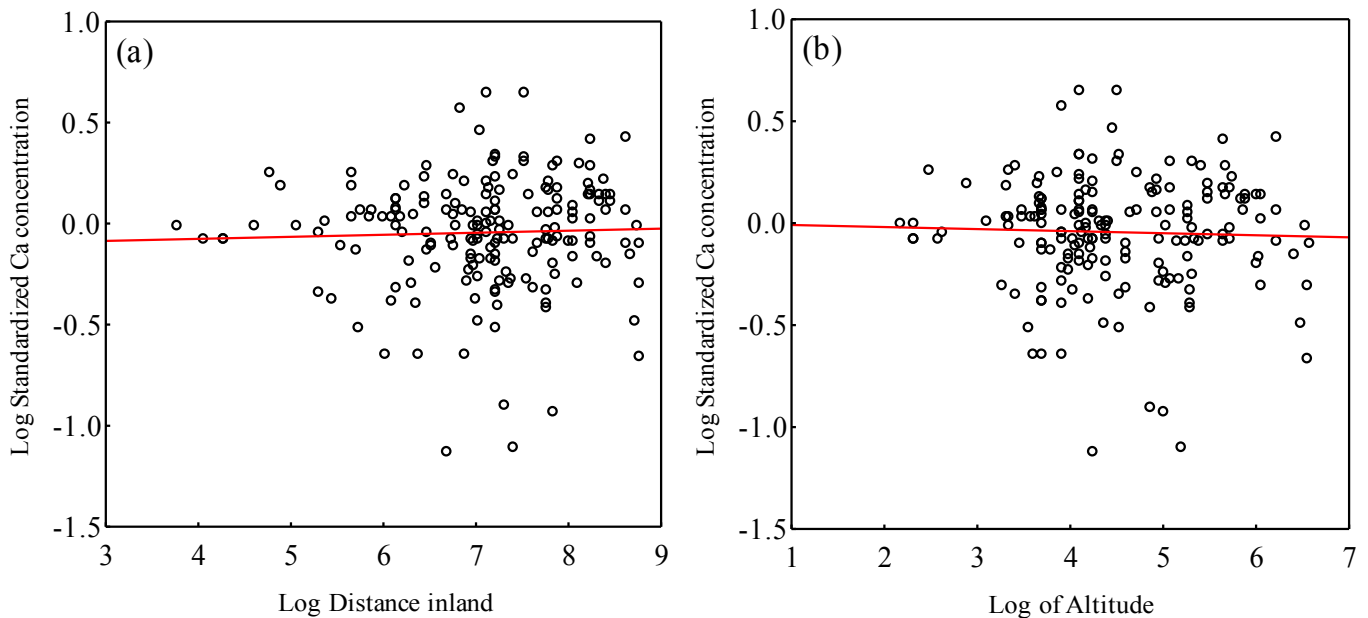 (a)
Log Standardized Ca concentration
1.0
0.5
0.0
-0.5
-1.0
-1.5
3 4 5 6 7 8 9
Log Distance inland
(b)
Log Standardized Ca concentration
1.0
0.5
0.0
-0.5
-1.0
-1.5
1 2 3 4 5 6 7
Log of Altitude